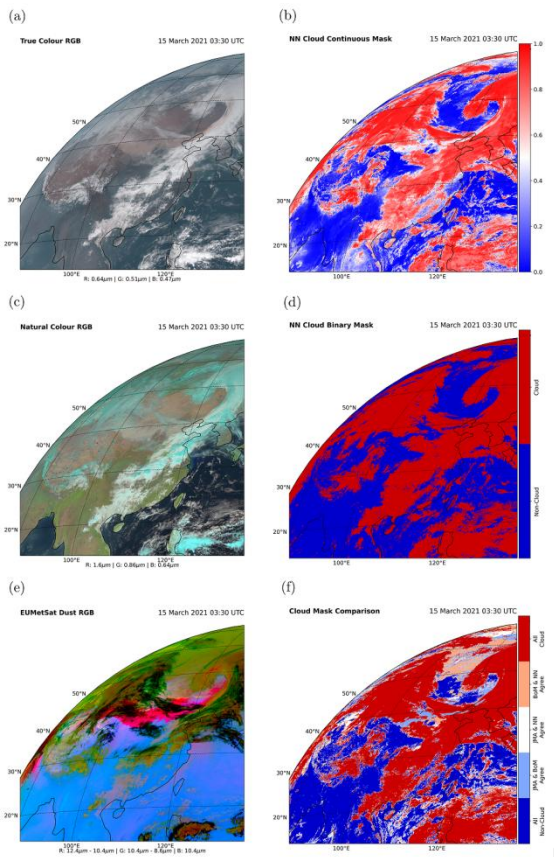 (a)
True Colour RGB 15 March 2021 03:30 UTC
50°N
40°N
30°N
20°N
100°E 120°E
R: 0.64μm | G: 0.51μm | B: 0.47μm
(b)
NN Cloud Continuous Mask 15 March 2021 03:30 UTC
1.0
0.8
0.6
0.4
0.2
0.0
50°N
40°N
30°N
20°N
100°E 120°E
(c)
Natural Colour RGB 15 March 2021 03:30 UTC
50°N
40°N
30°N
20°N
100°E 120°E
R: 1.6μm | G: 0.86μm | B: 0.64μm
(d)
NN Cloud Binary Mask 15 March 2021 03:30 UTC
Cloud
Non-Cloud
50°N
40°N
30°N
20°N
100°E 120°E
(e)
EUMetSat Dust RGB 15 March 2021 03:30 UTC
50°N
40°N
30°N
20°N
100°E 120°E
R: 12.4μm - 10.4μm | G: 10.4μm - 8.6μm | B: 10.4μm
(f)
Cloud Mask Comparison 15 March 2021 03:30 UTC
All
Cloud
BoM & NN
Agree
JMA & NN
Agree
JMA & BoM
Agree
All
Non-Cloud
50°N
40°N
30°N
20°N
100°E 120°E